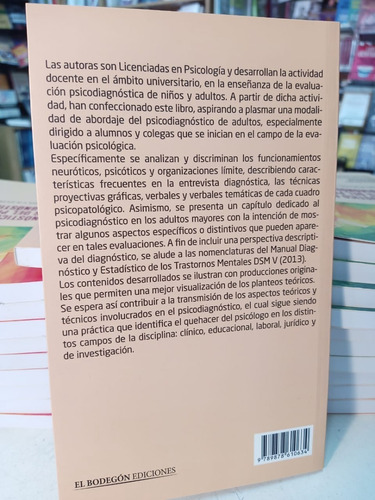 Las autoras son Licenciadas en Psicología y desarrollan la actividad
docente en el ámbito universitario, en la enseñanza de la evalua-
ción psicodiagnóstica de niños y adultos. A partir de dicha activi-
dad, han confeccionado este libro, aspirando a plasmar una modali-
dad de abordaje del psicodiagnóstico de adultos, especialmente
dirigido a alumnos y colegas que se inician en el campo de la eva-
luación psicológica.
Específicamente se analizan y discriminan los funcionamientos
neuróticos, psicóticos y organizaciones límite, describiendo carac-
terísticas frecuentes en la entrevista diagnóstica, las técnicas
proyectivas gráficas, verbales y verbales temáticas de cada cuadro
psicopatológico. Asimismo, se presenta un capítulo dedicado al
psicodiagnóstico en los adultos mayores con la intención de mos-
trar algunos aspectos específicos o distintivos que pueden apare-
cer en tales evaluaciones. A fin de incluir una perspectiva descripti-
va del diagnóstico, se alude a las nomenclaturas del Manual Diag-
nóstico y Estadístico de los Trastornos Mentales DSM V (2013).
Los contenidos desarrollados se ilustran con producciones origina-
les que permiten una mejor visualización de los planteos teóricos.
Se espera así contribuir a la transmisión de los aspectos teóricos y
técnicos involucrados en el psicodiagnóstico, el cual sigue siendo
una práctica que identifica el quehacer del psicólogo en los distin-
tos campos de la disciplina: clínico, educacional, laboral, jurídico y
de investigación.
9 789878 610634
EL BODEGÓN EDICIONES